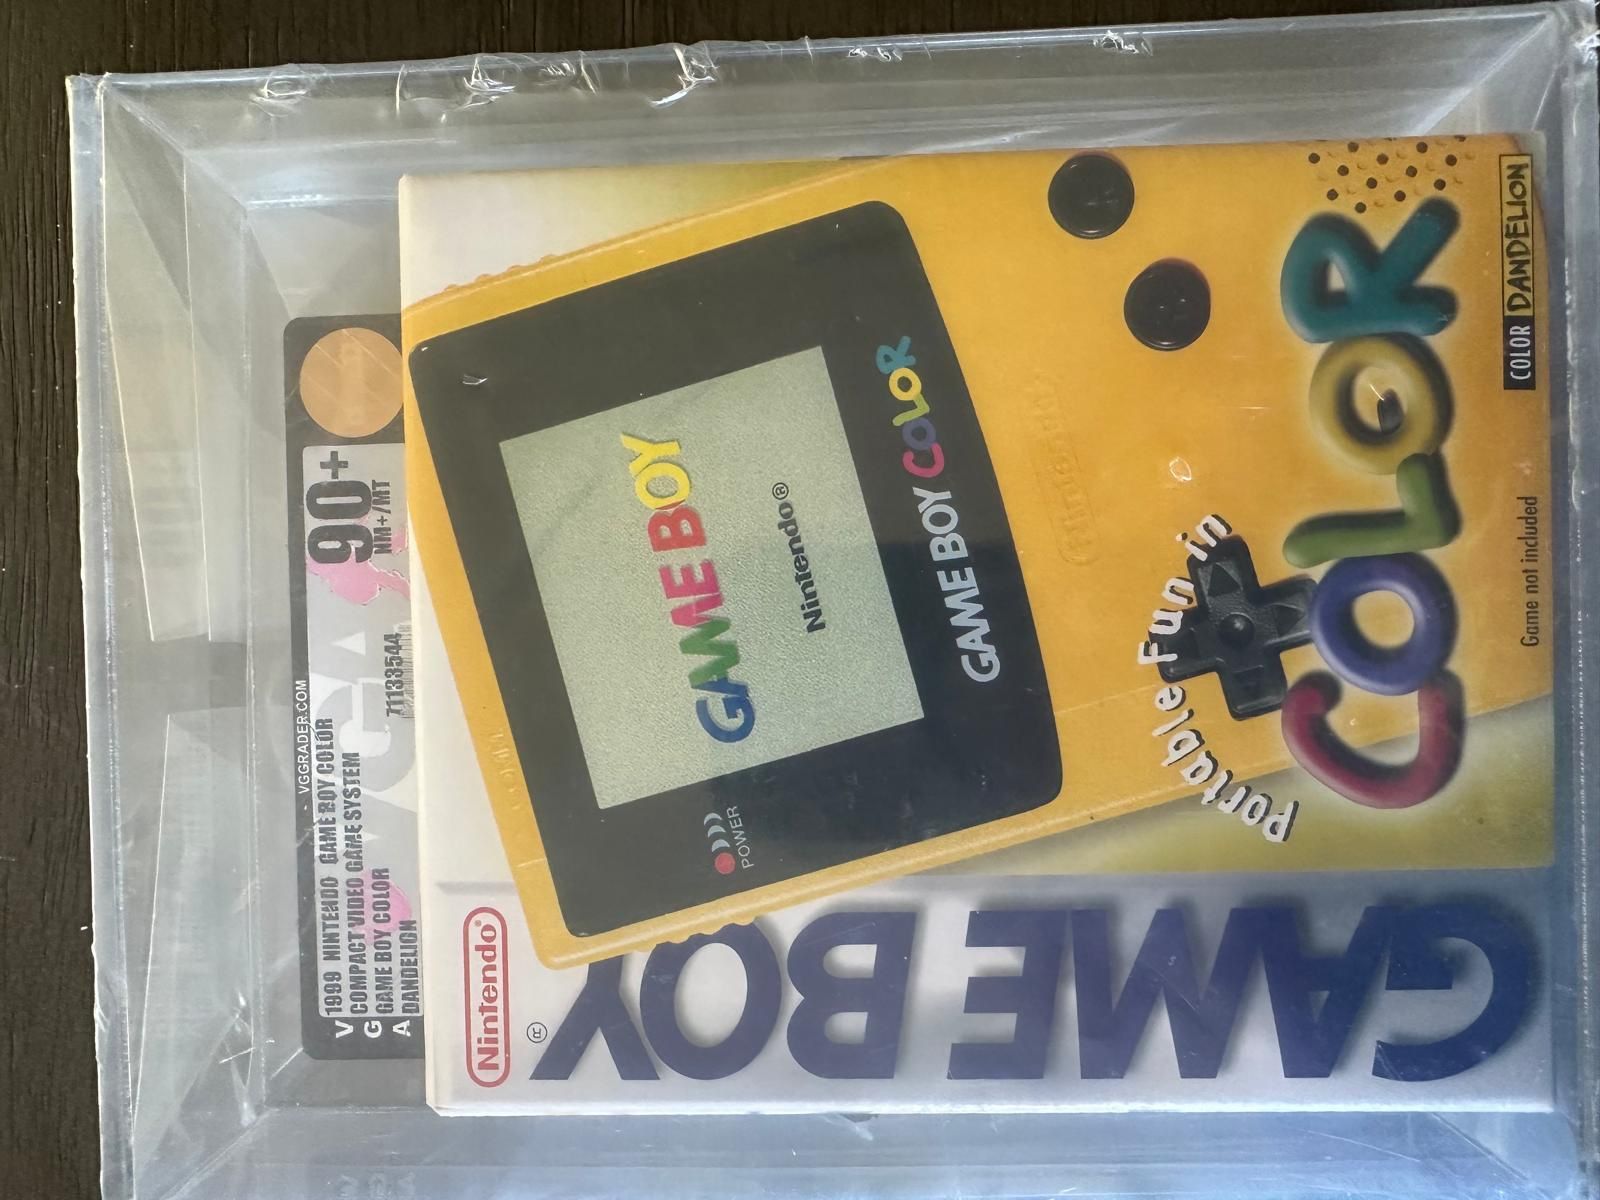 V 1999 NINTENDO GAME BOY COLOR
G COMPACT VIDEO GAME SYSTEM
A GAME BOY COLOR
DANDELION
VGGRADER.COM
VGA
71133544
90+
NM+/MT
Nintendo®
GAME BOY
®
POWER
GAME BOY
Nintendo®
GAME BOY COLOR
Nintendo
Portable Fun in
COLOR
Game not included
COLOR DANDELION